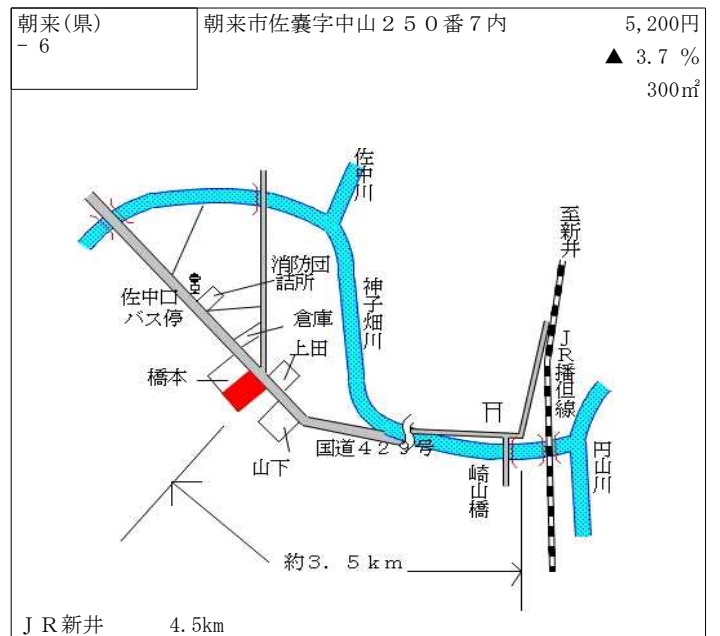 朝来(県)
- 6
朝来市佐嚢字中山２５０番７内
5,200円
▲ 3.7 %
300㎡
佐中川
至新井
消防団
詰所
佐中口
バス停
神子畑川
倉庫
上田
ＪＲ播但線
橋本
山下
国道４２９号
崎山橋
円山川
約３．５ｋｍ
ＪＲ新井 4.5km